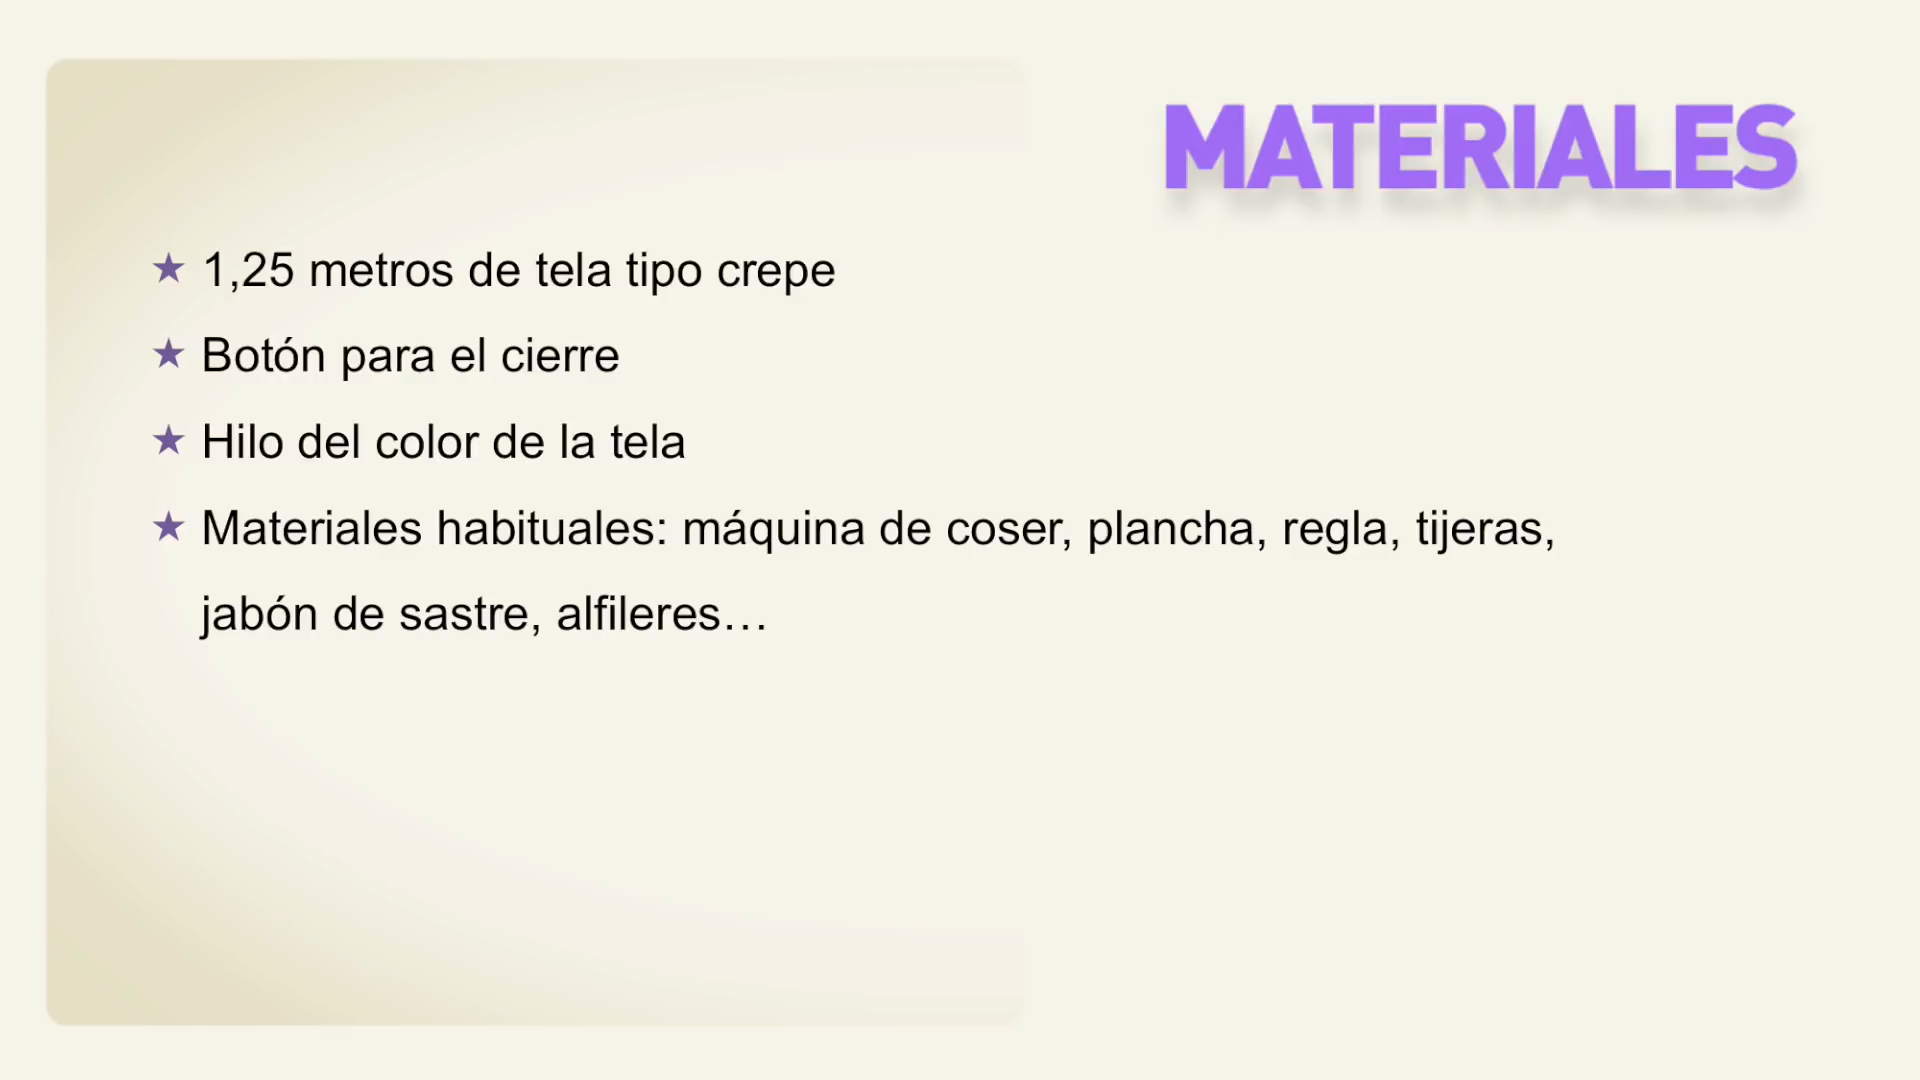 MATERIALES
★ 1,25 metros de tela tipo crepe
★ Botón para el cierre
★ Hilo del color de la tela
★ Materiales habituales: máquina de coser, plancha, regla, tijeras,
jabón de sastre, alfileres…